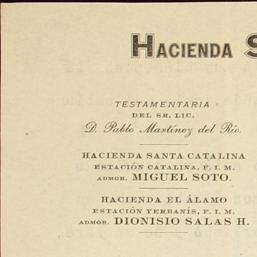 HACIENDA S
TESTAMENTARIA
DEL SR. LIC.
D. Pablo Martínez del Río.
HACIENDA SANTA CATALINA
ESTACIÓN CATALINA, F. I. M.
ADMOR. MIGUEL SOTO.
HACIENDA EL ÁLAMO
ESTACIÓN YERBANÍS, F. I. M.
ADMOR. DIONISIO SALAS H.